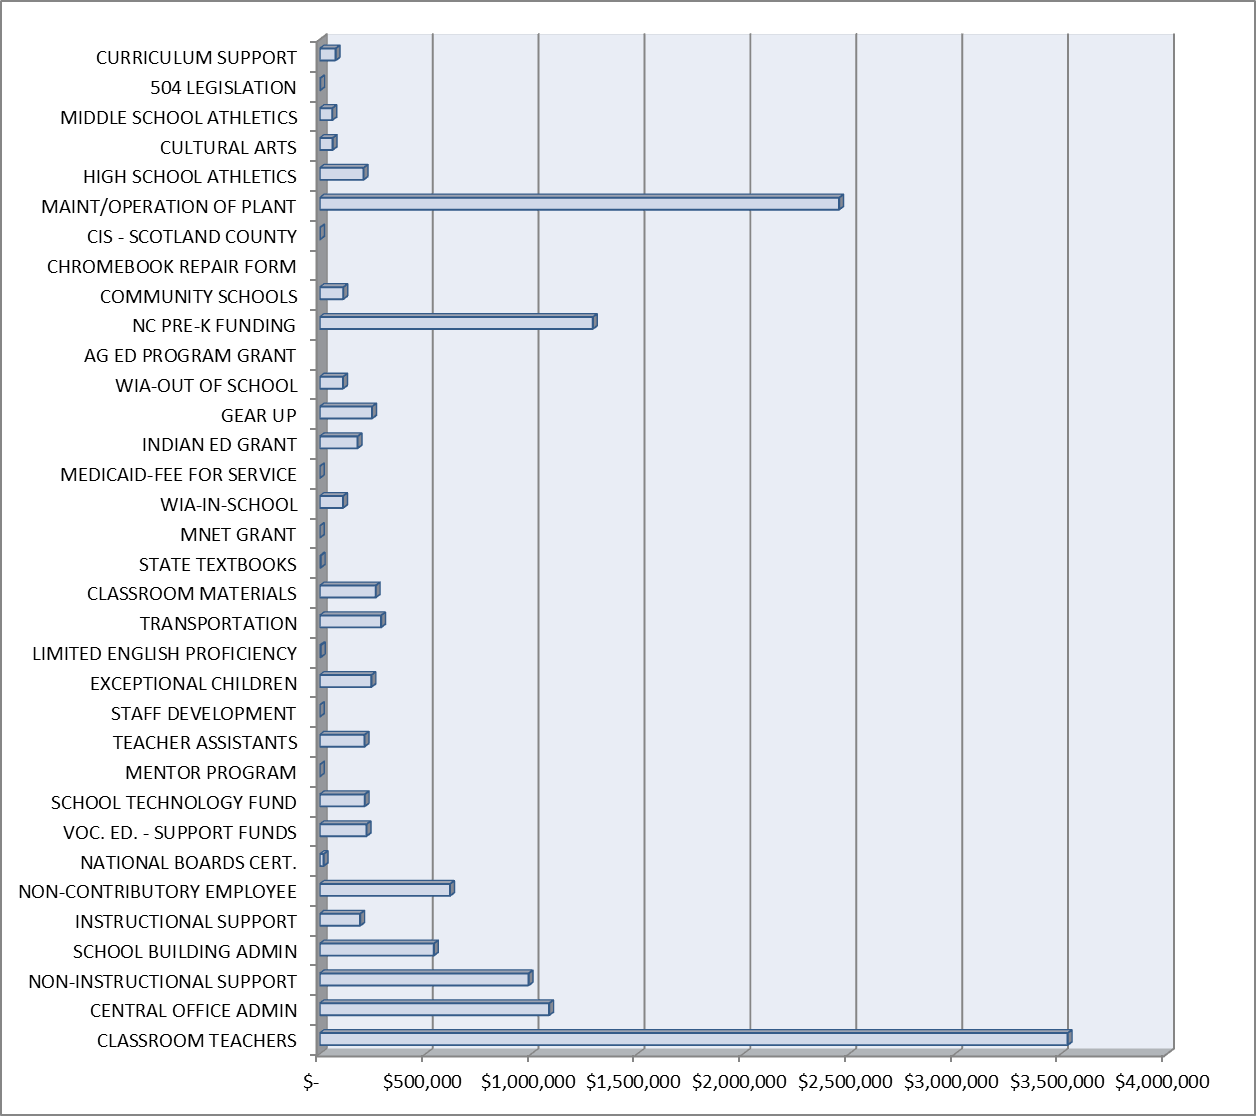 CURRICULUM SUPPORT
504 LEGISLATION
MIDDLE SCHOOL ATHLETICS
CULTURAL ARTS
HIGH SCHOOL ATHLETICS
MAINT/OPERATION OF PLANT
CIS - SCOTLAND COUNTY
CHROMEBOOK REPAIR FORM
COMMUNITY SCHOOLS
NC PRE-K FUNDING
AG ED PROGRAM GRANT
WIA-OUT OF SCHOOL
GEAR UP
INDIAN ED GRANT
MEDICAID-FEE FOR SERVICE
WIA-IN-SCHOOL
MNET GRANT
STATE TEXTBOOKS
CLASSROOM MATERIALS
TRANSPORTATION
LIMITED ENGLISH PROFICIENCY
EXCEPTIONAL CHILDREN
STAFF DEVELOPMENT
TEACHER ASSISTANTS
MENTOR PROGRAM
SCHOOL TECHNOLOGY FUND
VOC. ED. - SUPPORT FUNDS
NATIONAL BOARDS CERT.
NON-CONTRIBUTORY EMPLOYEE
INSTRUCTIONAL SUPPORT
SCHOOL BUILDING ADMIN
NON-INSTRUCTIONAL SUPPORT
CENTRAL OFFICE ADMIN
CLASSROOM TEACHERS
$- $500,000 $1,000,000 $1,500,000 $2,000,000 $2,500,000 $3,000,000 $3,500,000 $4,000,000